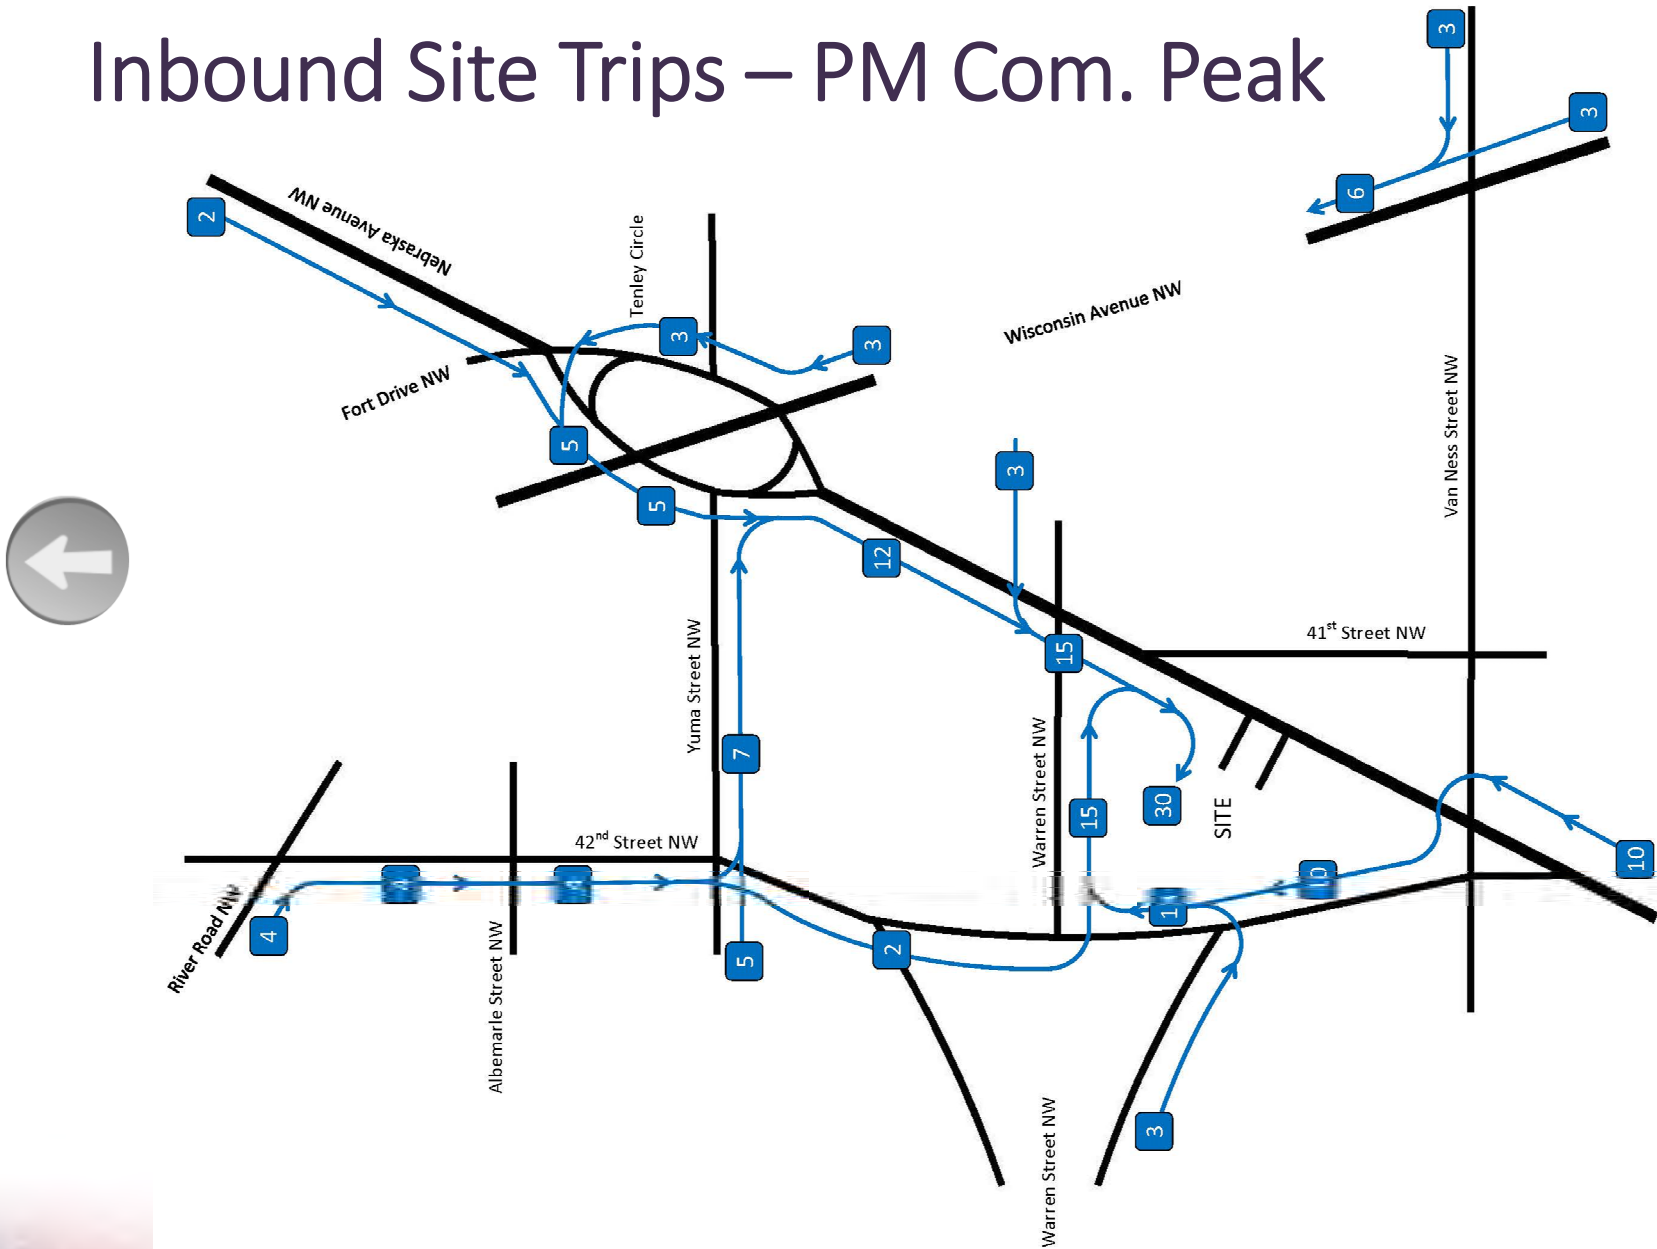 Inbound Site Trips – PM Com. Peak
3
3
6
2
Nebraska Avenue NW
Tenley Circle
3
3
Wisconsin Avenue NW
Fort Drive NW
5
3
5
12
Van Ness Street NW
41st Street NW
15
Yuma Street NW
7
Warren Street NW
15
30
SITE
42nd Street NW
10
River Road NW
4
2
5
Albemarle Street NW
3
Warren Street NW